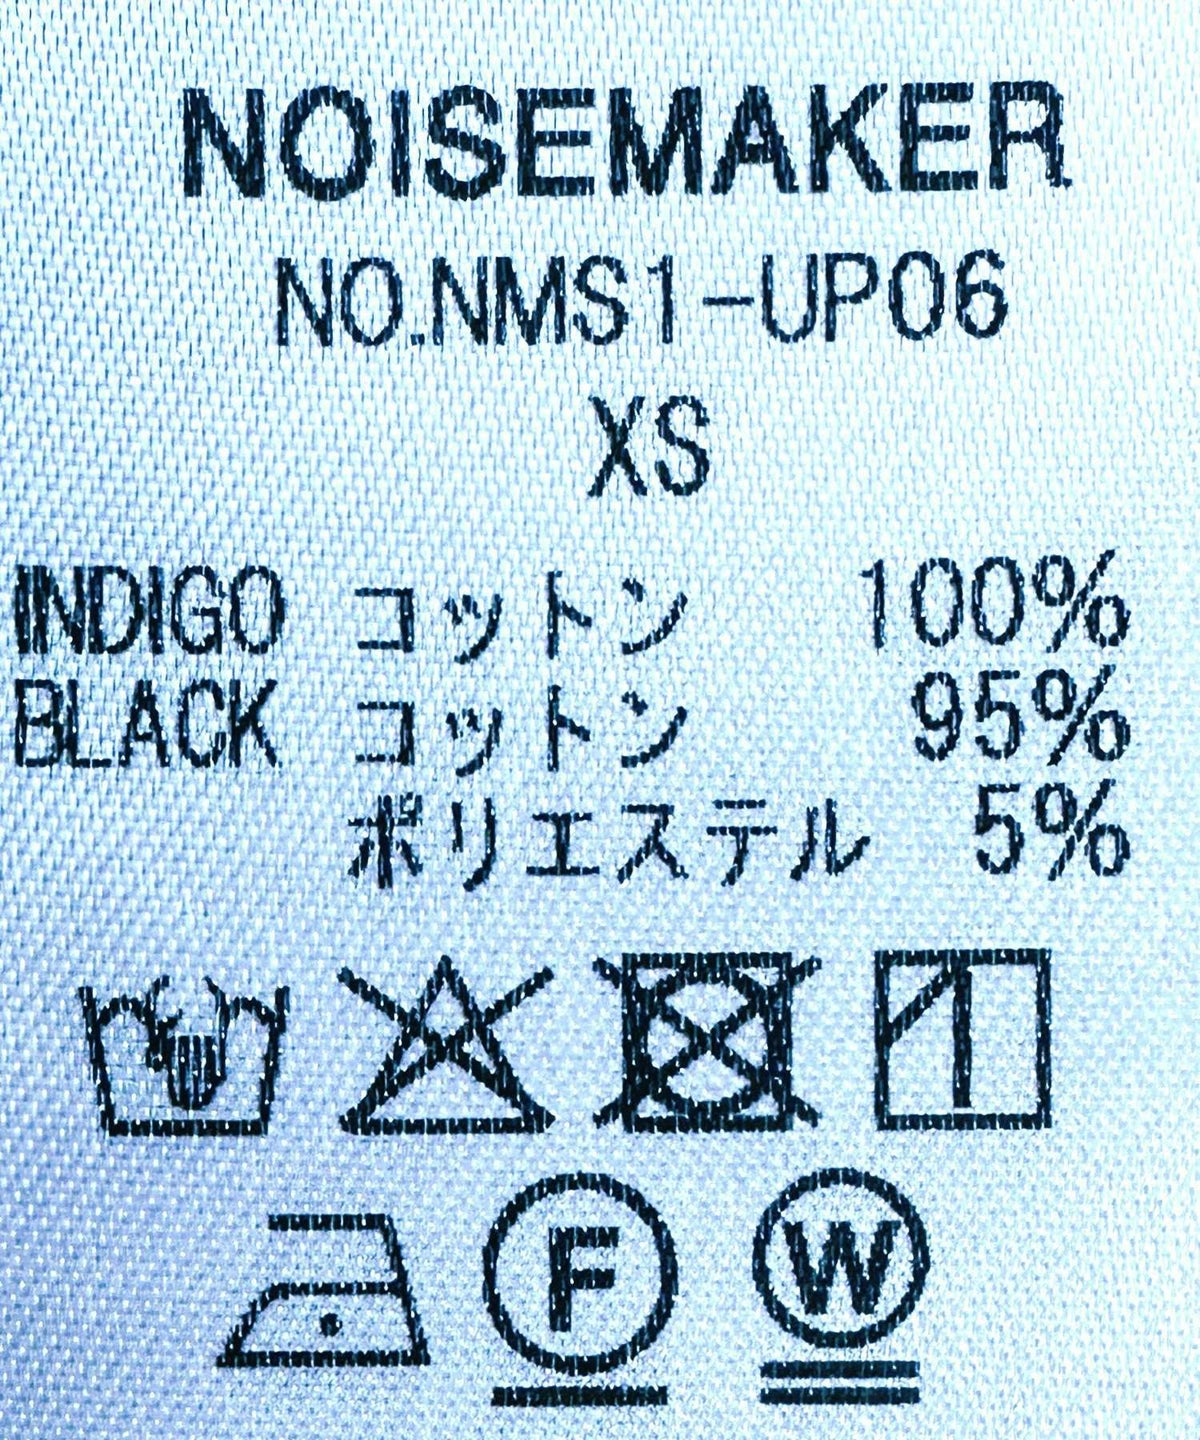 NOISEMAKER
NO.NMS1-UP06
XS
INDIGO コットン 100%
BLACK コットン 95%
ポリエステル 5%
F W